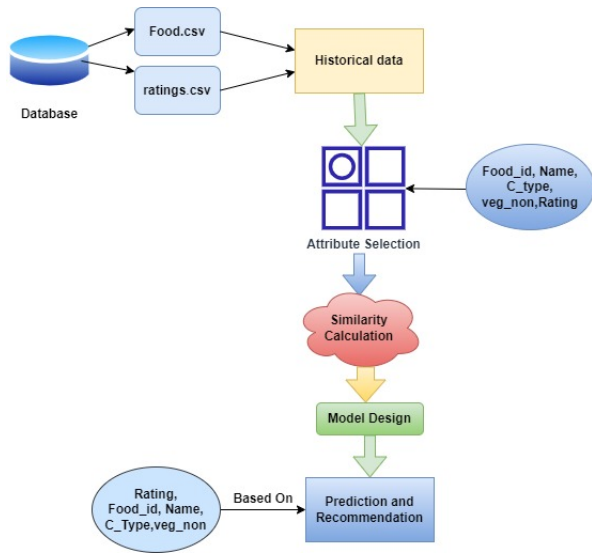 Food.csv
ratings.csv
Database
Historical data
Food_id, Name,
C_type,
veg_non,Rating
Attribute Selection
Similarity
Calculation
Model Design
Rating,
Food_id, Name,
C_Type,veg_non
Based On
Prediction and
Recommendation